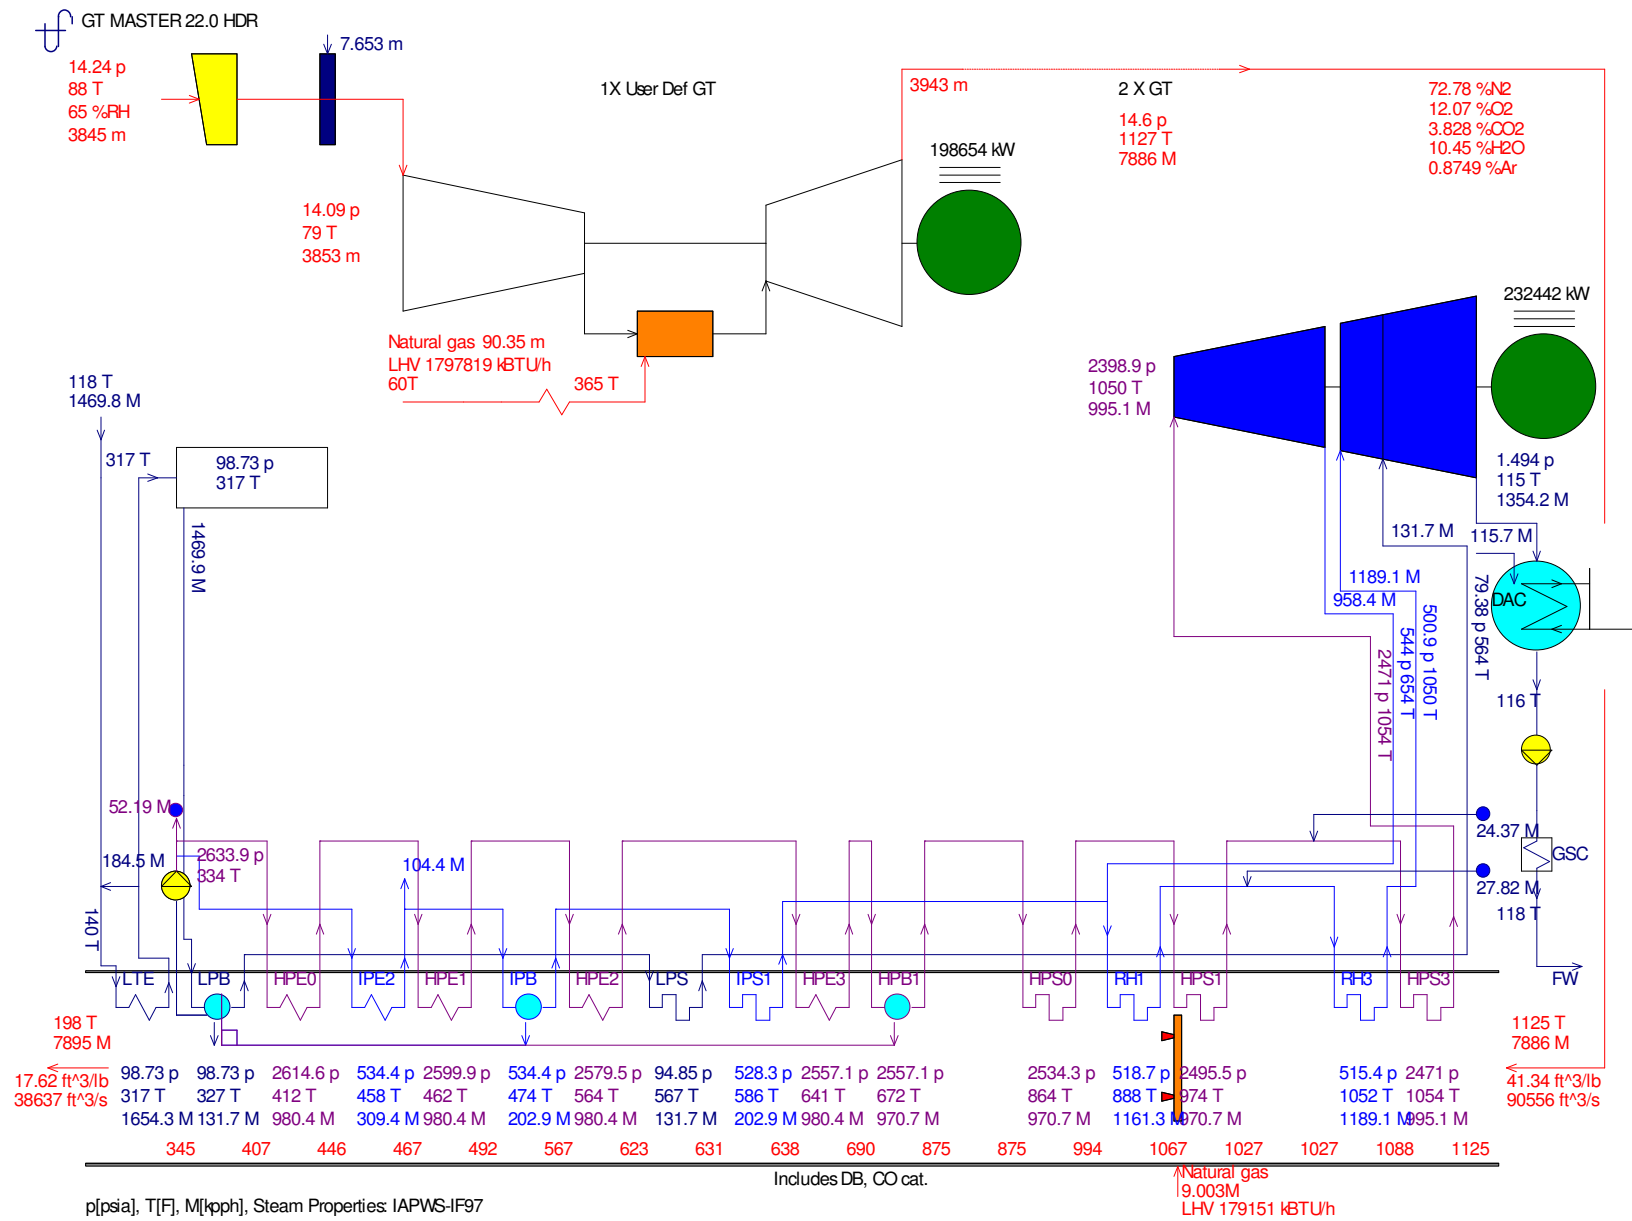 GT MASTER 22.0 HDR
7.653 m
14.24 p
88 T
65 %RH
3845 m
1X User Def GT
3943 m
2 X GT
14.6 p
1127 T
7886 M
72.78 %N2
12.07 %O2
3.828 %CO2
10.45 %H2O
0.8749 %Ar
198654 kW
14.09 p
79 T
3853 m
232442 kW
Natural gas 90.35 m
LHV 1797819 kBTU/h
60T
365 T
2398.9 p
1050 T
995.1 M
118 T
1469.8 M
317 T
98.73 p
317 T
1469.9 M
1.494 p
115 T
1354.2 M
131.7 M
115.7 M
1189.1 M
958.4 M
DAC
79.38 p 564 T
500.9 p 1050 T
544 p 654 T
2471 p 1054 T
116 T
52.19 M
184.5 M
2633.9 p
334 T
104.4 M
24.37 M
GSC
27.82 M
118 T
140 T
FW
LTE LPB HPE0 IPE2 HPE1 IPB HPE2 LPS IPS1 HPE3 HPB1 HPS0 RH1 HPS1 RH3 HPS3
198 T
7895 M
1125 T
7886 M
17.62 ft^3/lb
38637 ft^3/s
41.34 ft^3/lb
90556 ft^3/s
98.73 p 98.73 p 2614.6 p 534.4 p 2599.9 p 534.4 p 2579.5 p 94.85 p 528.3 p 2557.1 p 2557.1 p 2534.3 p 518.7 p 2495.5 p 515.4 p 2471 p
317 T 327 T 412 T 458 T 462 T 474 T 564 T 567 T 586 T 641 T 672 T 864 T 888 T 974 T 1052 T 1054 T
1654.3 M 131.7 M 980.4 M 309.4 M 980.4 M 202.9 M 980.4 M 131.7 M 202.9 M 980.4 M 970.7 M 970.7 M 1161.3 M 970.7 M 1189.1 M 995.1 M
345 407 446 467 492 567 623 631 638 690 875 875 994 1067 1027 1027 1088 1125
Includes DB, CO cat.
Natural gas
9.003M
LHV 179151 kBTU/h
p[psia], T[F], M[kpph], Steam Properties: IAPWS-IF97